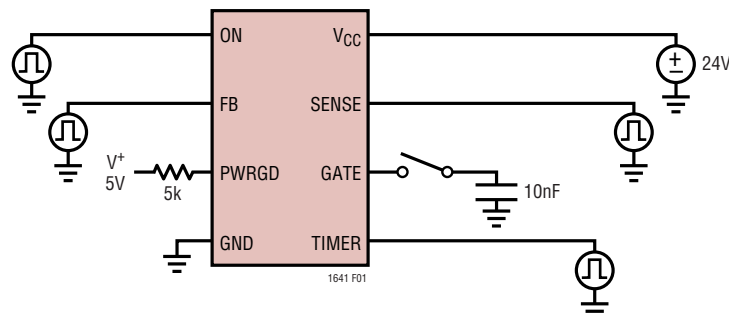 ON
VCC
24V
FB
SENSE
V+
5V
5k
PWRGD
GATE
10nF
GND
TIMER
1641 F01